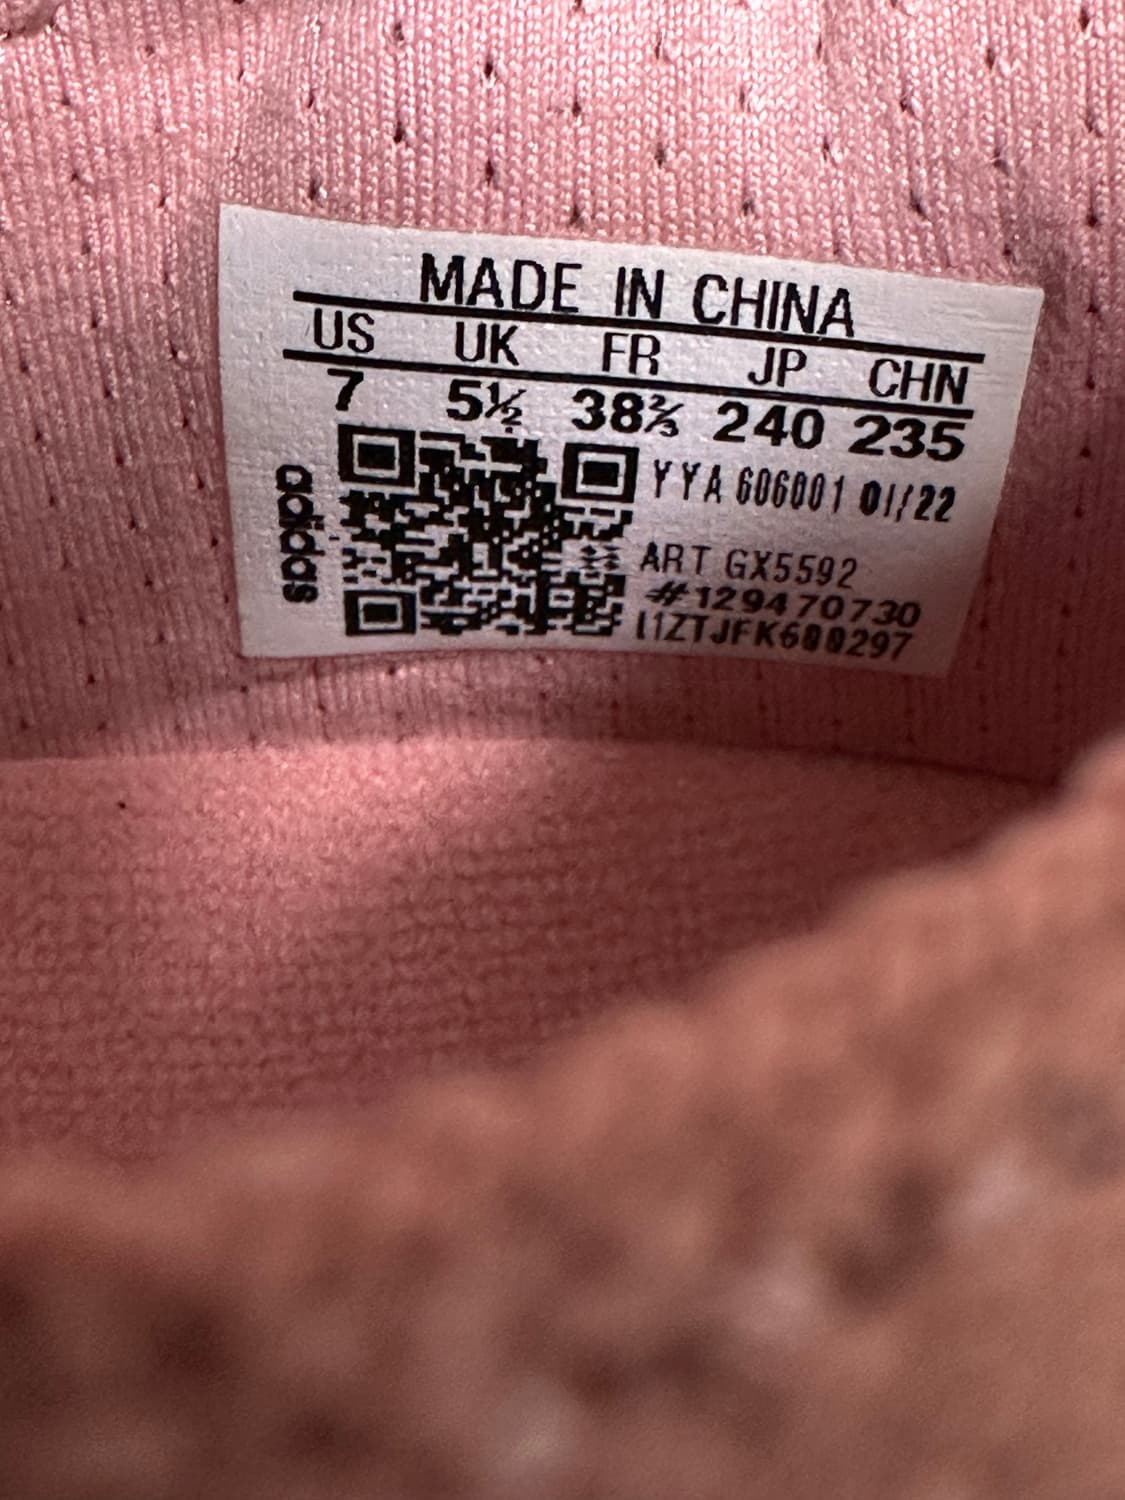 MADE IN CHINA
US UK FR JP CHN
7 5½ 38⅔ 240 235
adidas
YYA 606001 01/22
ART GX5592
#129470730